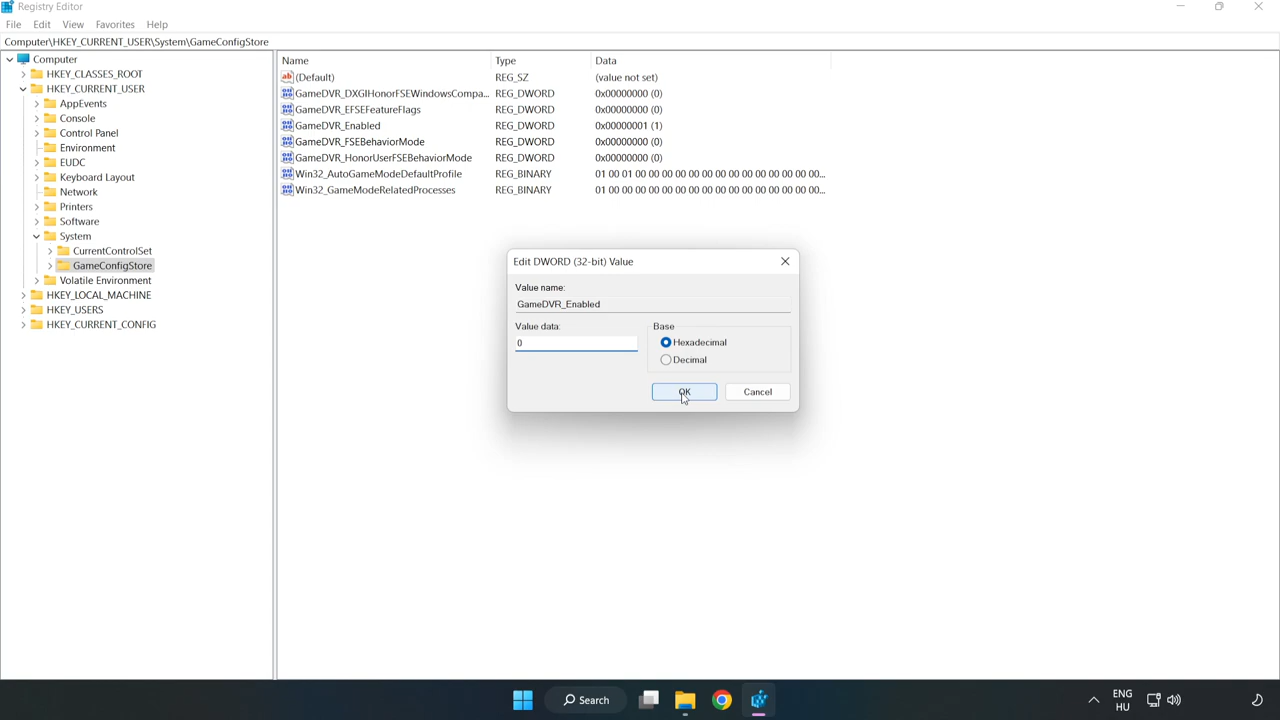 Registry Editor
File Edit View Favorites Help
Computer\HKEY_CURRENT_USER\System\GameConfigStore
Computer
HKEY_CLASSES_ROOT
HKEY_CURRENT_USER
AppEvents
Console
Control Panel
Environment
EUDC
Keyboard Layout
Network
Printers
Software
System
CurrentControlSet
GameConfigStore
Volatile Environment
HKEY_LOCAL_MACHINE
HKEY_USERS
HKEY_CURRENT_CONFIG
Name Type Data
(Default) REG_SZ (value not set)
GameDVR_DXGIHonorFSEWindowsCompa... REG_DWORD 0x00000000 (0)
GameDVR_EFSEFeatureFlags REG_DWORD 0x00000000 (0)
GameDVR_Enabled REG_DWORD 0x00000001 (1)
GameDVR_FSEBehaviorMode REG_DWORD 0x00000000 (0)
GameDVR_HonorUserFSEBehaviorMode REG_DWORD 0x00000000 (0)
Win32_AutoGameModeDefaultProfile REG_BINARY 01 00 01 00 00 00 00 00 00 00 00 00 00 00 00 00 00...
Win32_GameModeRelatedProcesses REG_BINARY 01 00 00 00 00 00 00 00 00 00 00 00 00 00 00 00 00...
Edit DWORD (32-bit) Value
Value name:
GameDVR_Enabled
Value data:
0
Base
Hexadecimal
Decimal
OK Cancel
Search
ENG
HU